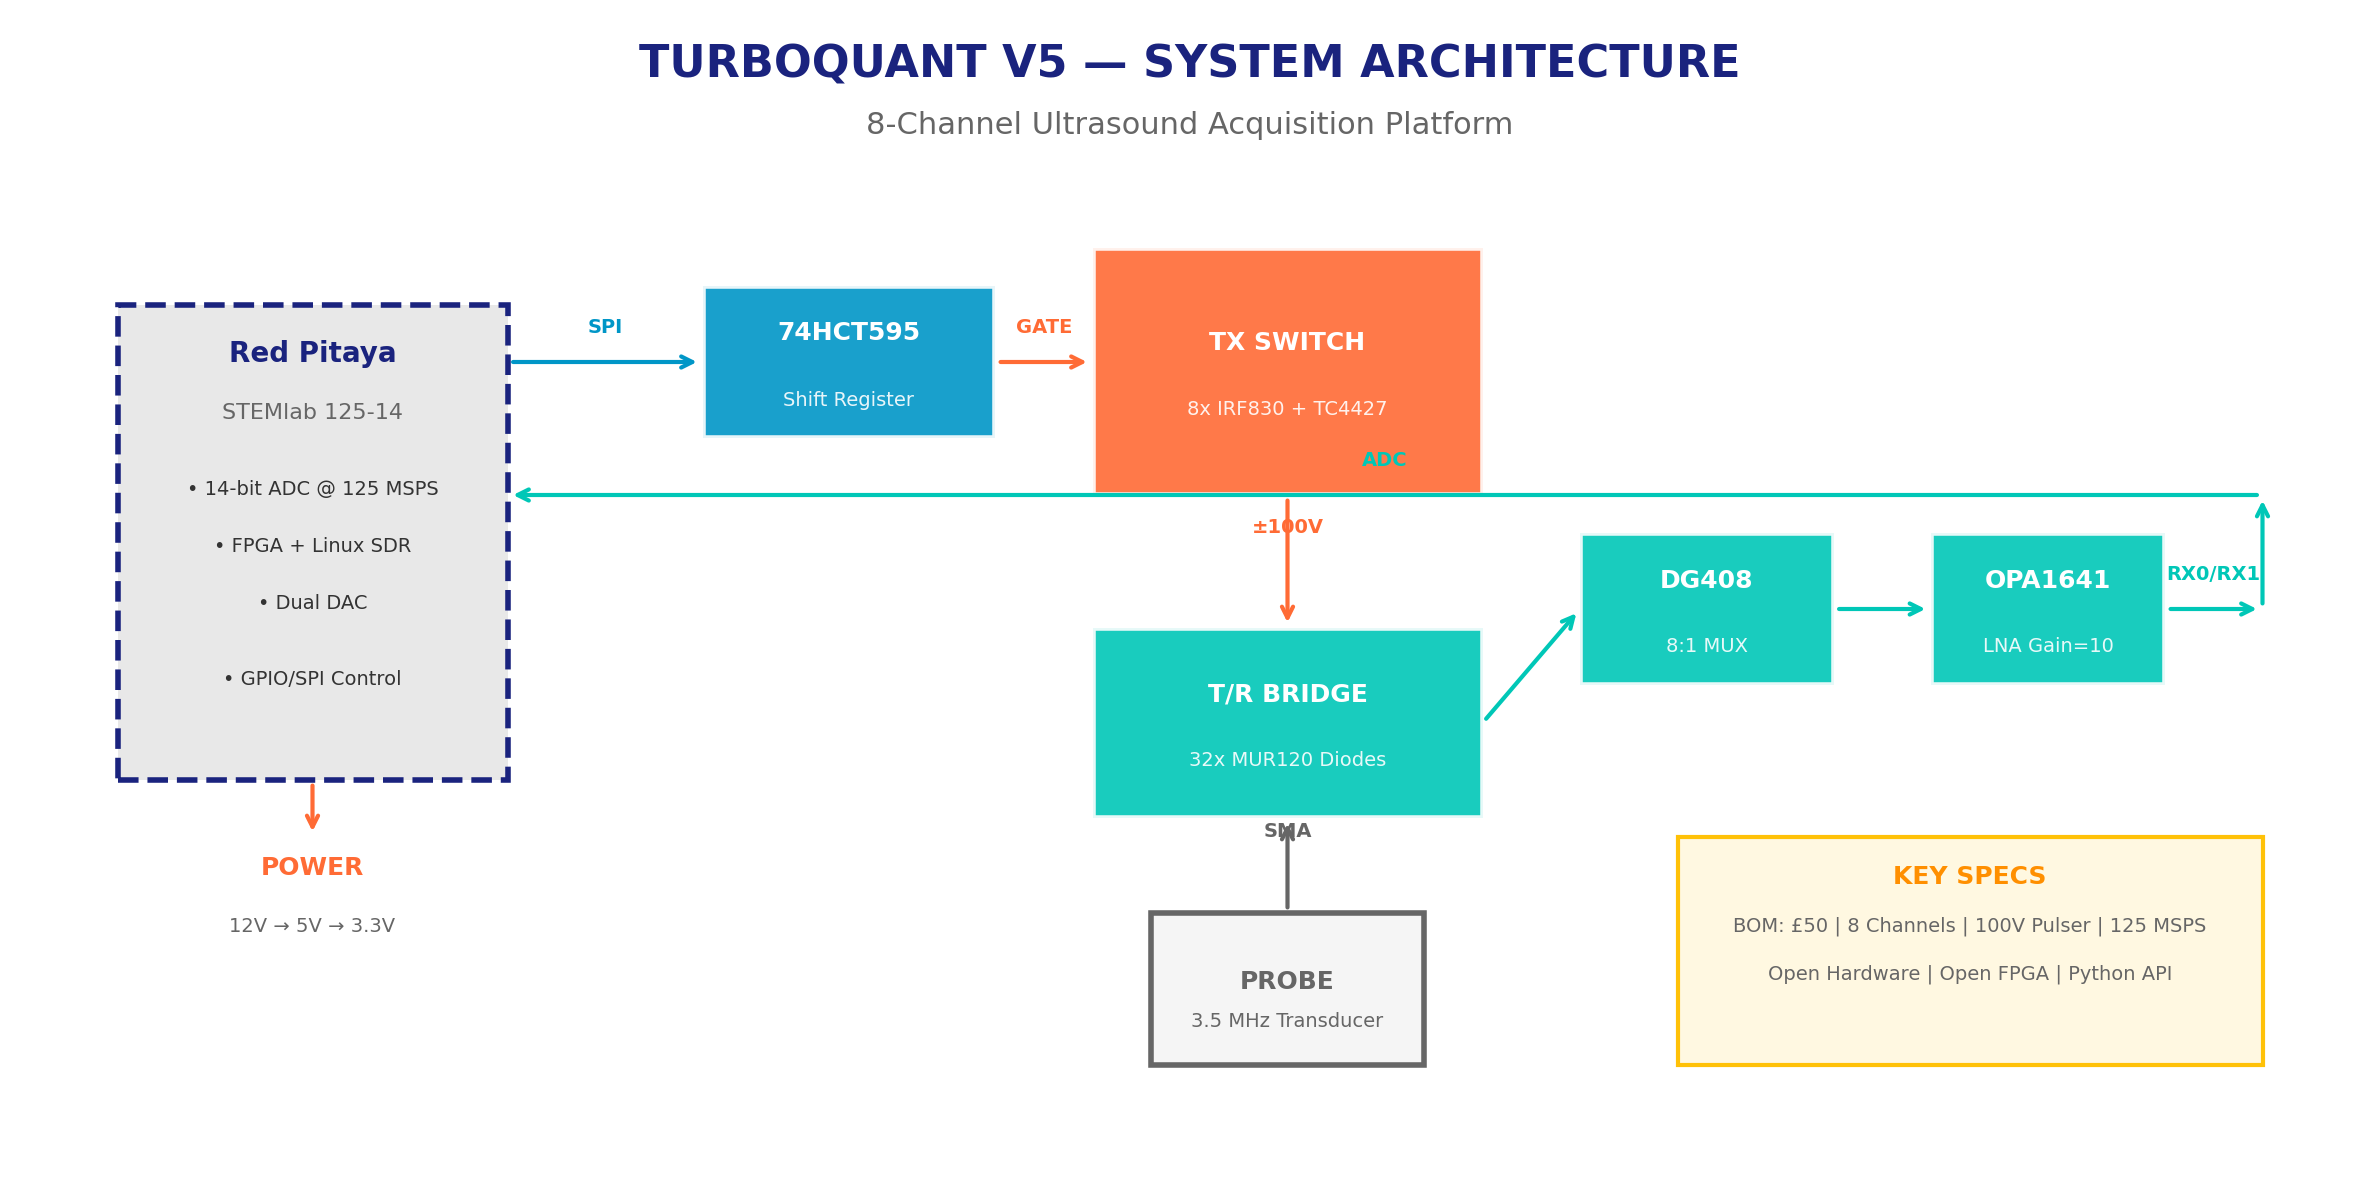 TURBOQUANT V5 — SYSTEM ARCHITECTURE
8-Channel Ultrasound Acquisition Platform
Red Pitaya
STEMlab 125-14
• 14-bit ADC @ 125 MSPS
• FPGA + Linux SDR
• Dual DAC
• GPIO/SPI Control
SPI
74HCT595
Shift Register
GATE
TX SWITCH
8x IRF830 + TC4427
ADC
±100V
T/R BRIDGE
32x MUR120 Diodes
DG408
8:1 MUX
OPA1641
LNA Gain=10
RX0/RX1
SMA
PROBE
3.5 MHz Transducer
POWER
12V → 5V → 3.3V
KEY SPECS
BOM: £50 | 8 Channels | 100V Pulser | 125 MSPS
Open Hardware | Open FPGA | Python API